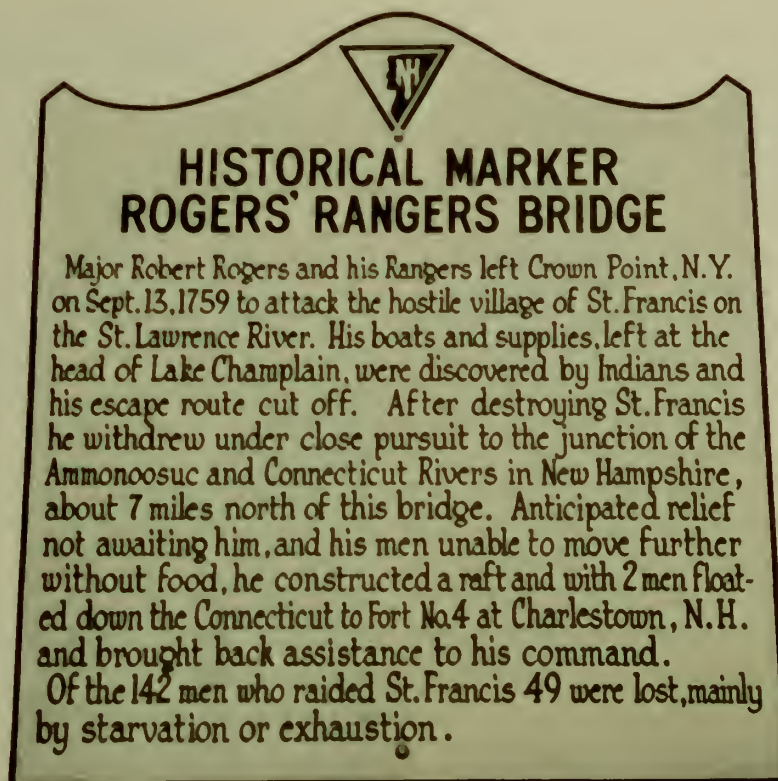 NH
HISTORICAL MARKER
ROGERS' RANGERS BRIDGE
Major Robert Rogers and his Rangers left Crown Point, N.Y.
on Sept. 13, 1759 to attack the hostile village of St. Francis on
the St. Lawrence River. His boats and supplies, left at the
head of Lake Champlain, were discovered by Indians and
his escape route cut off. After destroying St. Francis
he withdrew under close pursuit to the junction of the
Ammonoosuc and Connecticut Rivers in New Hampshire,
about 7 miles north of this bridge. Anticipated relief
not awaiting him, and his men unable to move further
without food, he constructed a raft and with 2 men float-
ed down the Connecticut to Fort No. 4 at Charlestown, N.H.
and brought back assistance to his command.
Of the 142 men who raided St. Francis 49 were lost, mainly
by starvation or exhaustion.